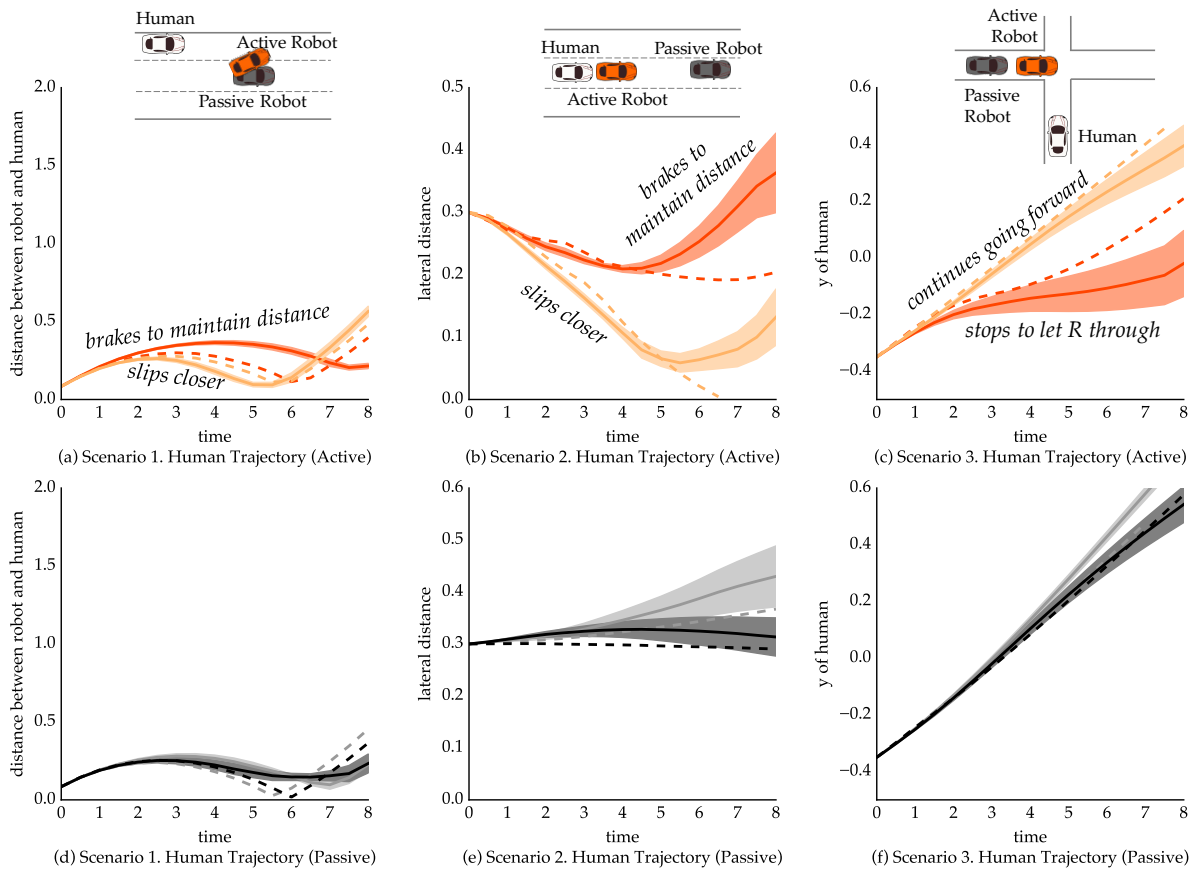 Human
Active Robot
Passive Robot
distance between robot and human
2.0
1.5
1.0
0.5
0.0
brakes to maintain distance
slips closer
0 1 2 3 4 5 6 7 8
time
(a) Scenario 1. Human Trajectory (Active)
Human
Passive Robot
Active Robot
lateral distance
0.5
0.4
0.3
0.2
0.1
0.0
brakes to
maintain distance
slips closer
0 1 2 3 4 5 6 7 8
time
(b) Scenario 2. Human Trajectory (Active)
Active
Robot
Passive
Robot
Human
y of human
0.6
0.4
0.2
0.0
−0.2
−0.4
continues going forward
stops to let R through
0 1 2 3 4 5 6 7 8
time
(c) Scenario 3. Human Trajectory (Active)
distance between robot and human
2.0
1.5
1.0
0.5
0.0
0 1 2 3 4 5 6 7 8
time
(d) Scenario 1. Human Trajectory (Passive)
lateral distance
0.6
0.5
0.4
0.3
0.2
0.1
0.0
0 1 2 3 4 5 6 7 8
time
(e) Scenario 2. Human Trajectory (Passive)
y of human
0.6
0.4
0.2
0.0
−0.2
−0.4
0 1 2 3 4 5 6 7 8
time
(f) Scenario 3. Human Trajectory (Passive)